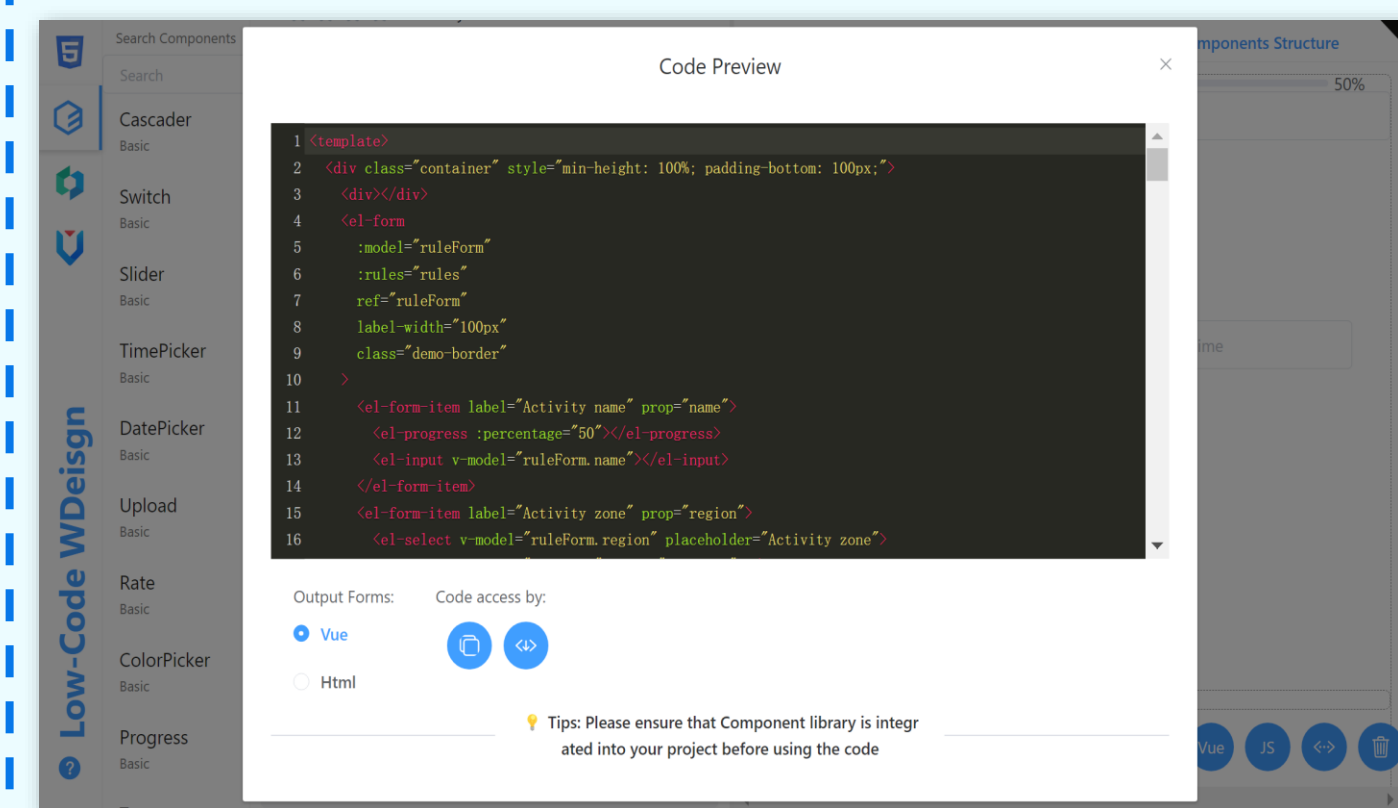 Search Components
Search
Cascader
Basic
Switch
Basic
Slider
Basic
TimePicker
Basic
DatePicker
Basic
Upload
Basic
Rate
Basic
ColorPicker
Basic
Progress
Basic
Low-Code WDeisgn
?
5
Code Preview
1 <template>
2 <div class="container" style="min-height: 100%; padding-bottom: 100px;">
3 <div></div>
4 <el-form
5 :model="ruleForm"
6 :rules="rules"
7 ref="ruleForm"
8 label-width="100px"
9 class="demo-border"
10 >
11 <el-form-item label="Activity name" prop="name">
12 <el-progress :percentage="50"></el-progress>
13 <el-input v-model="ruleForm.name"></el-input>
14 </el-form-item>
15 <el-form-item label="Activity zone" prop="region">
16 <el-select v-model="ruleForm.region" placeholder="Activity zone">
Output Forms:
Code access by:
Vue
Html
Tips: Please ensure that Component library is integr
ated into your project before using the code
mponents Structure
50%
ime
Vue
JS